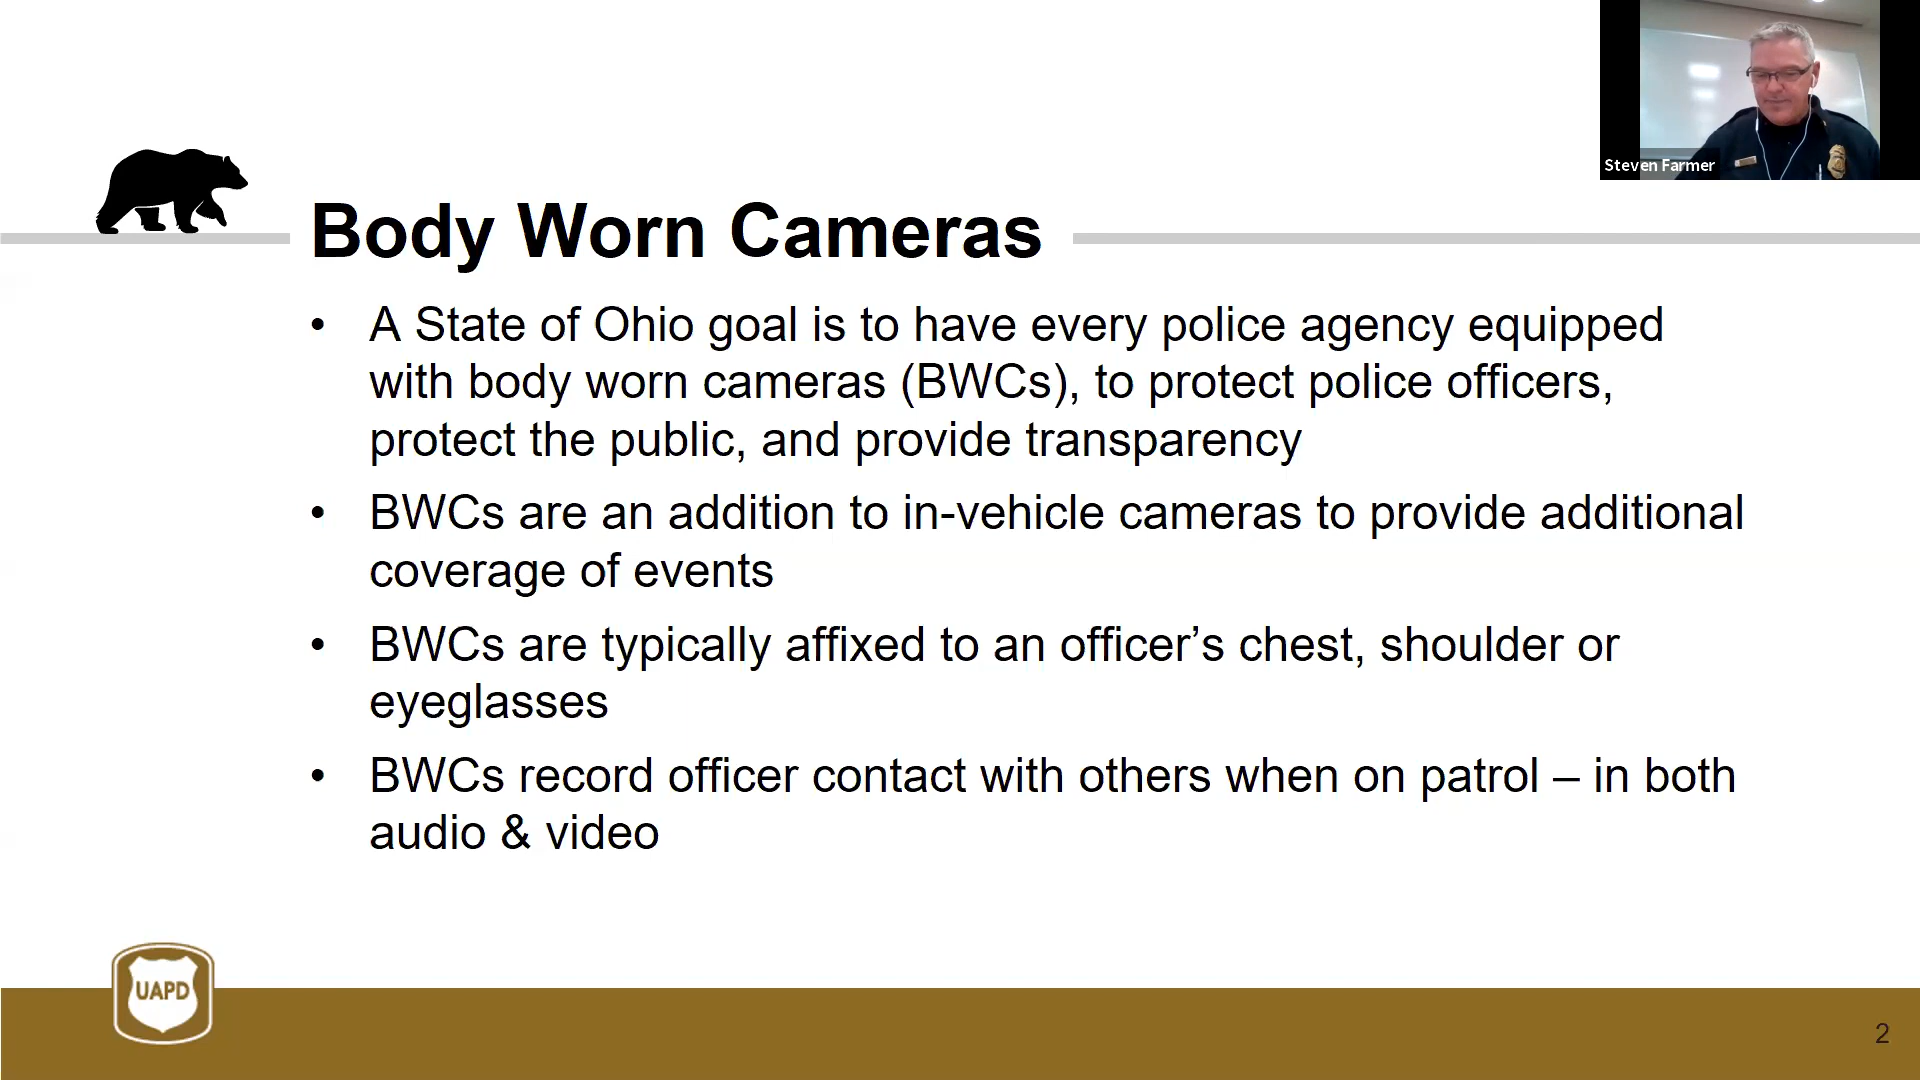 Steven Farmer
Body Worn Cameras
• A State of Ohio goal is to have every police agency equipped
with body worn cameras (BWCs), to protect police officers,
protect the public, and provide transparency
• BWCs are an addition to in-vehicle cameras to provide additional
coverage of events
• BWCs are typically affixed to an officer’s chest, shoulder or
eyeglasses
• BWCs record officer contact with others when on patrol – in both
audio & video
UAPD
2